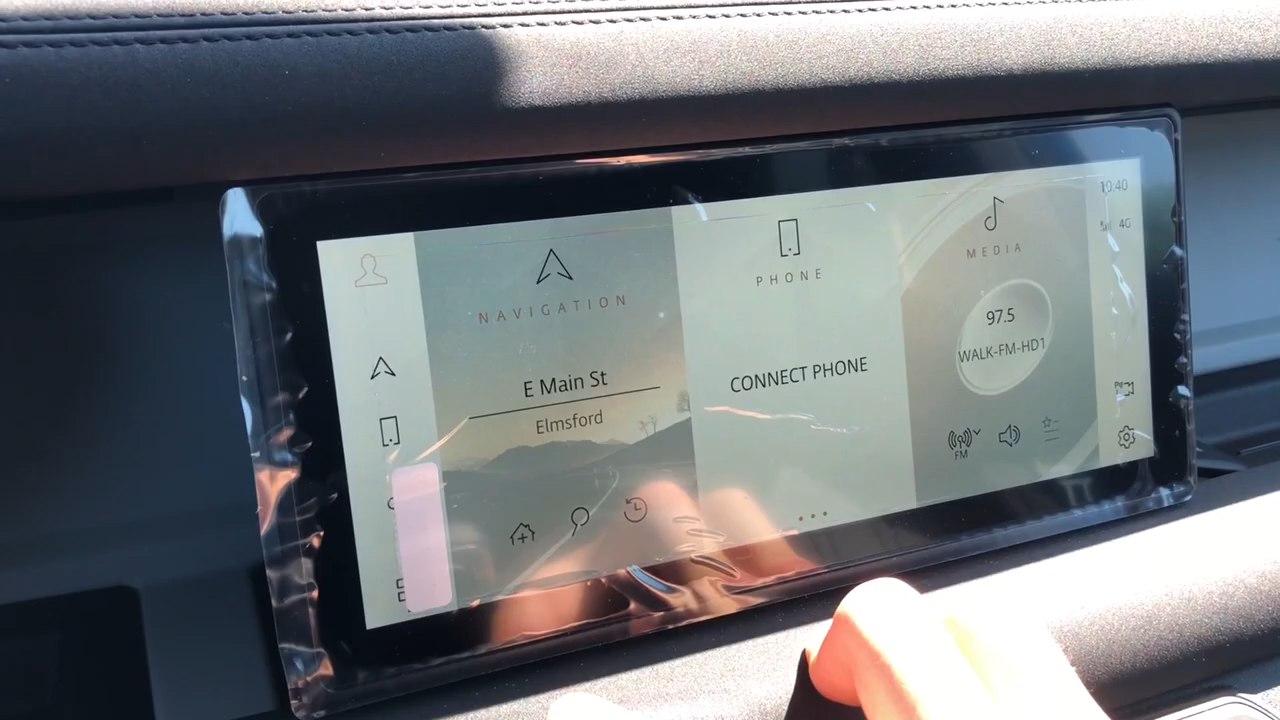 NAVIGATION
E Main St
Elmsford
PHONE
CONNECT PHONE
MEDIA
97.5
WALK-FM-HD1
FM
10:40
4G